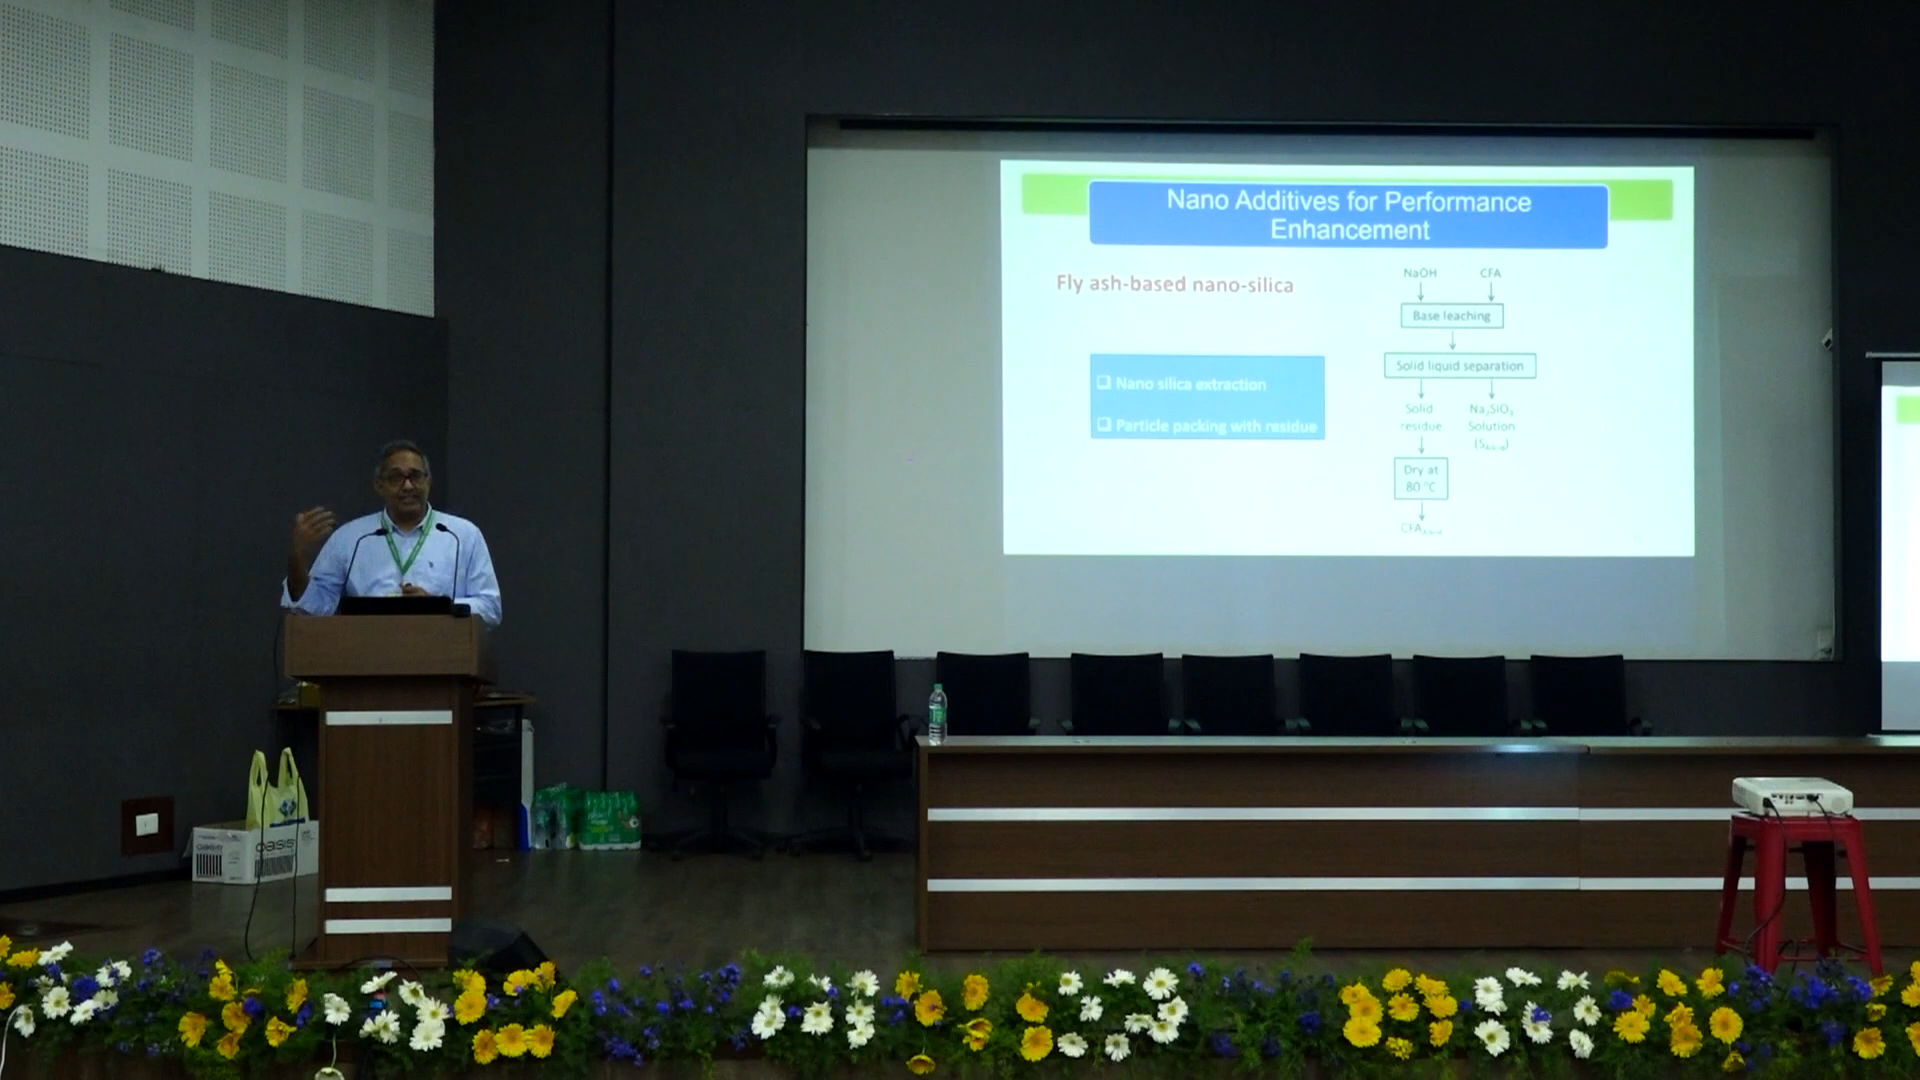 Nano Additives for Performance
Enhancement
Fly ash-based nano-silica
❑ Nano silica extraction
❑ Particle packing with residue
NaOH
CFA
Base leaching
Solid liquid separation
Solid
residue
Na₂SiO₃
Solution
Dry at
80 °C
oasis
oasis